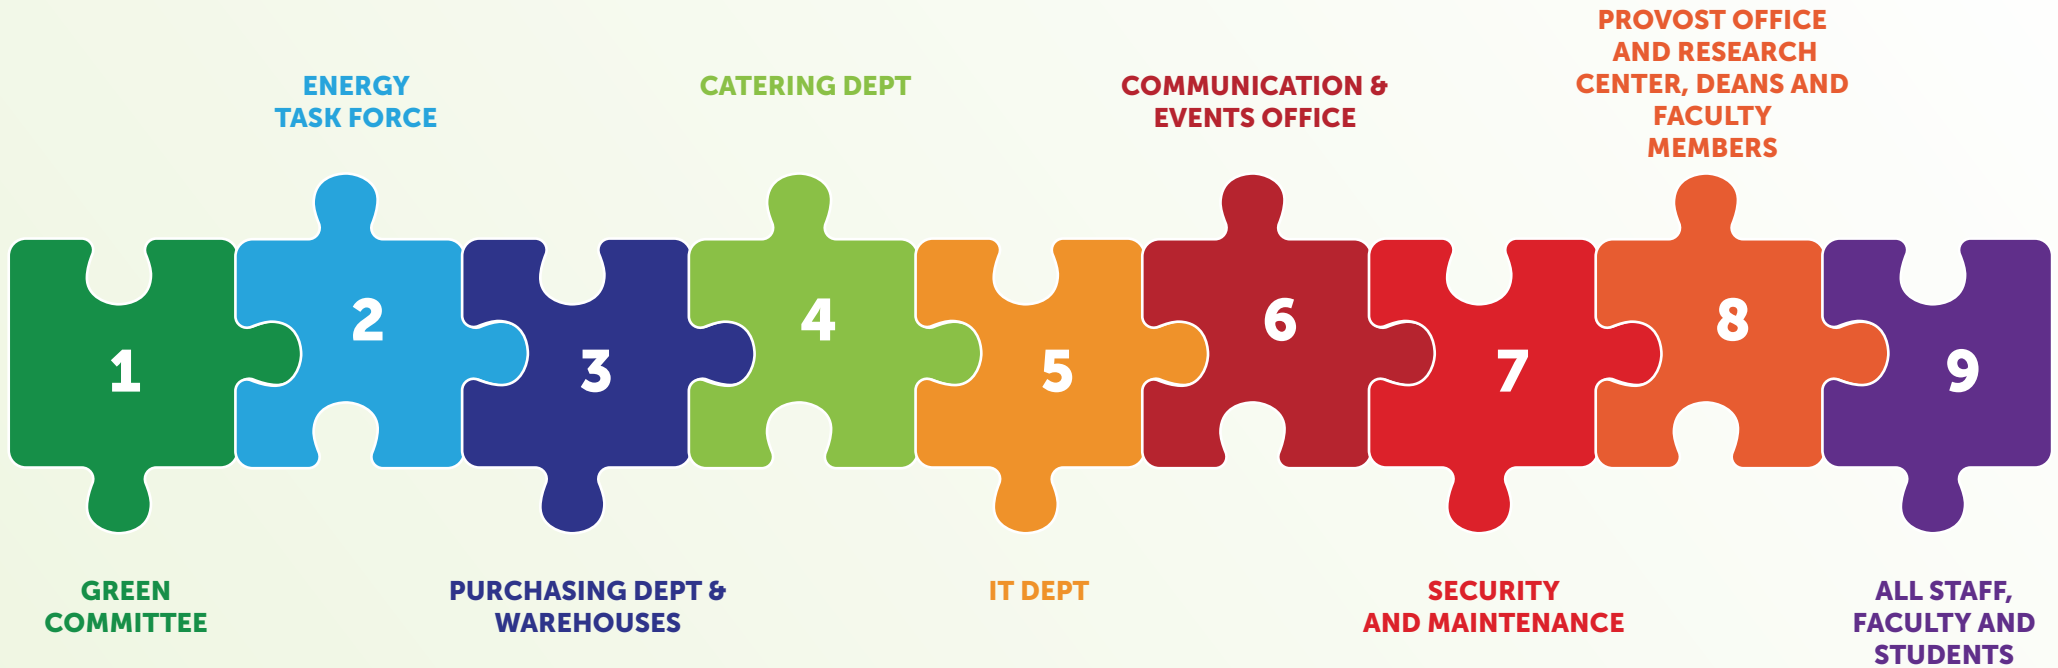 PROVOST OFFICE
AND RESEARCH
CENTER, DEANS AND
FACULTY
MEMBERS
ENERGY
TASK FORCE
CATERING DEPT
COMMUNICATION &
EVENTS OFFICE
1
2
3
4
5
6
7
8
9
GREEN
COMMITTEE
PURCHASING DEPT &
WAREHOUSES
IT DEPT
SECURITY
AND MAINTENANCE
ALL STAFF,
FACULTY AND
STUDENTS